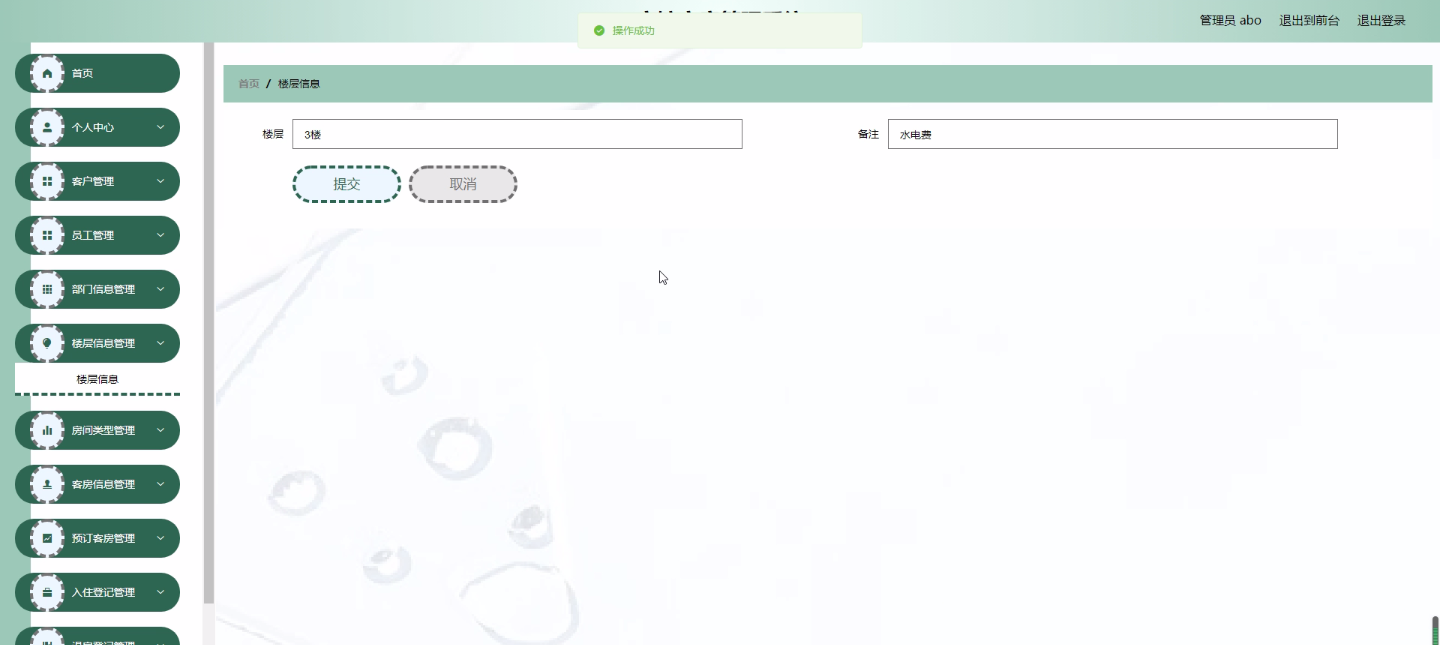 管理员 abo 退出到前台 退出登录
操作成功
首页
个人中心
客户管理
员工管理
部门信息管理
楼层信息管理
楼层信息
房间类型管理
客房信息管理
预订客房管理
入住登记管理
首页 / 楼层信息
楼层 3楼 备注 水电费
提交 取消